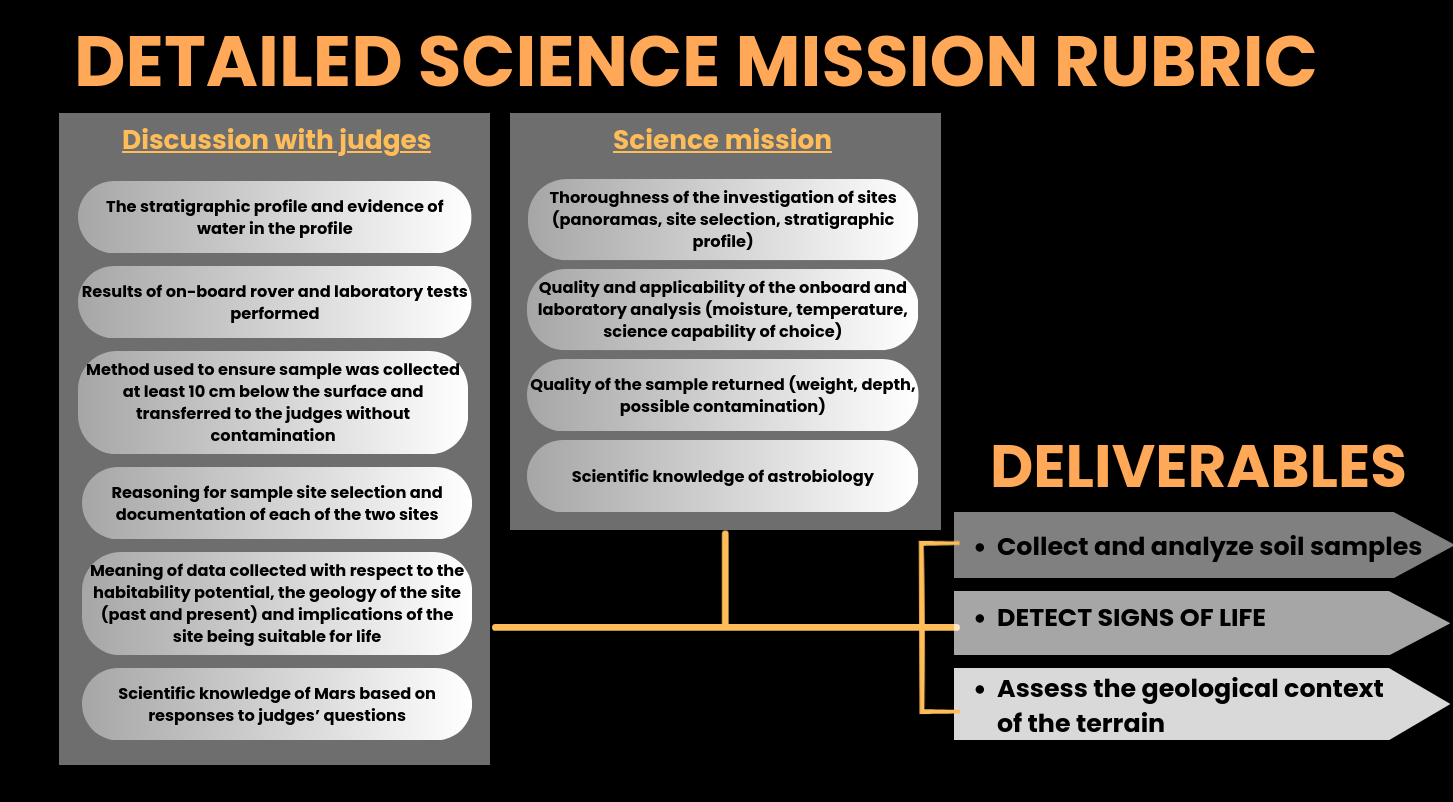 DETAILED SCIENCE MISSION RUBRIC
Discussion with judges
The stratigraphic profile and evidence of
water in the profile
Results of on-board rover and laboratory tests
performed
Method used to ensure sample was collected
at least 10 cm below the surface and
transferred to the judges without
contamination
Reasoning for sample site selection and
documentation of each of the two sites
Meaning of data collected with respect to the
habitability potential, the geology of the site
(past and present) and implications of the
site being suitable for life
Scientific knowledge of Mars based on
responses to judges’ questions
Science mission
Thoroughness of the investigation of sites
(panoramas, site selection, stratigraphic
profile)
Quality and applicability of the onboard and
laboratory analysis (moisture, temperature,
science capability of choice)
Quality of the sample returned (weight, depth,
possible contamination)
Scientific knowledge of astrobiology
DELIVERABLES
• Collect and analyze soil samples
• DETECT SIGNS OF LIFE
• Assess the geological context
of the terrain